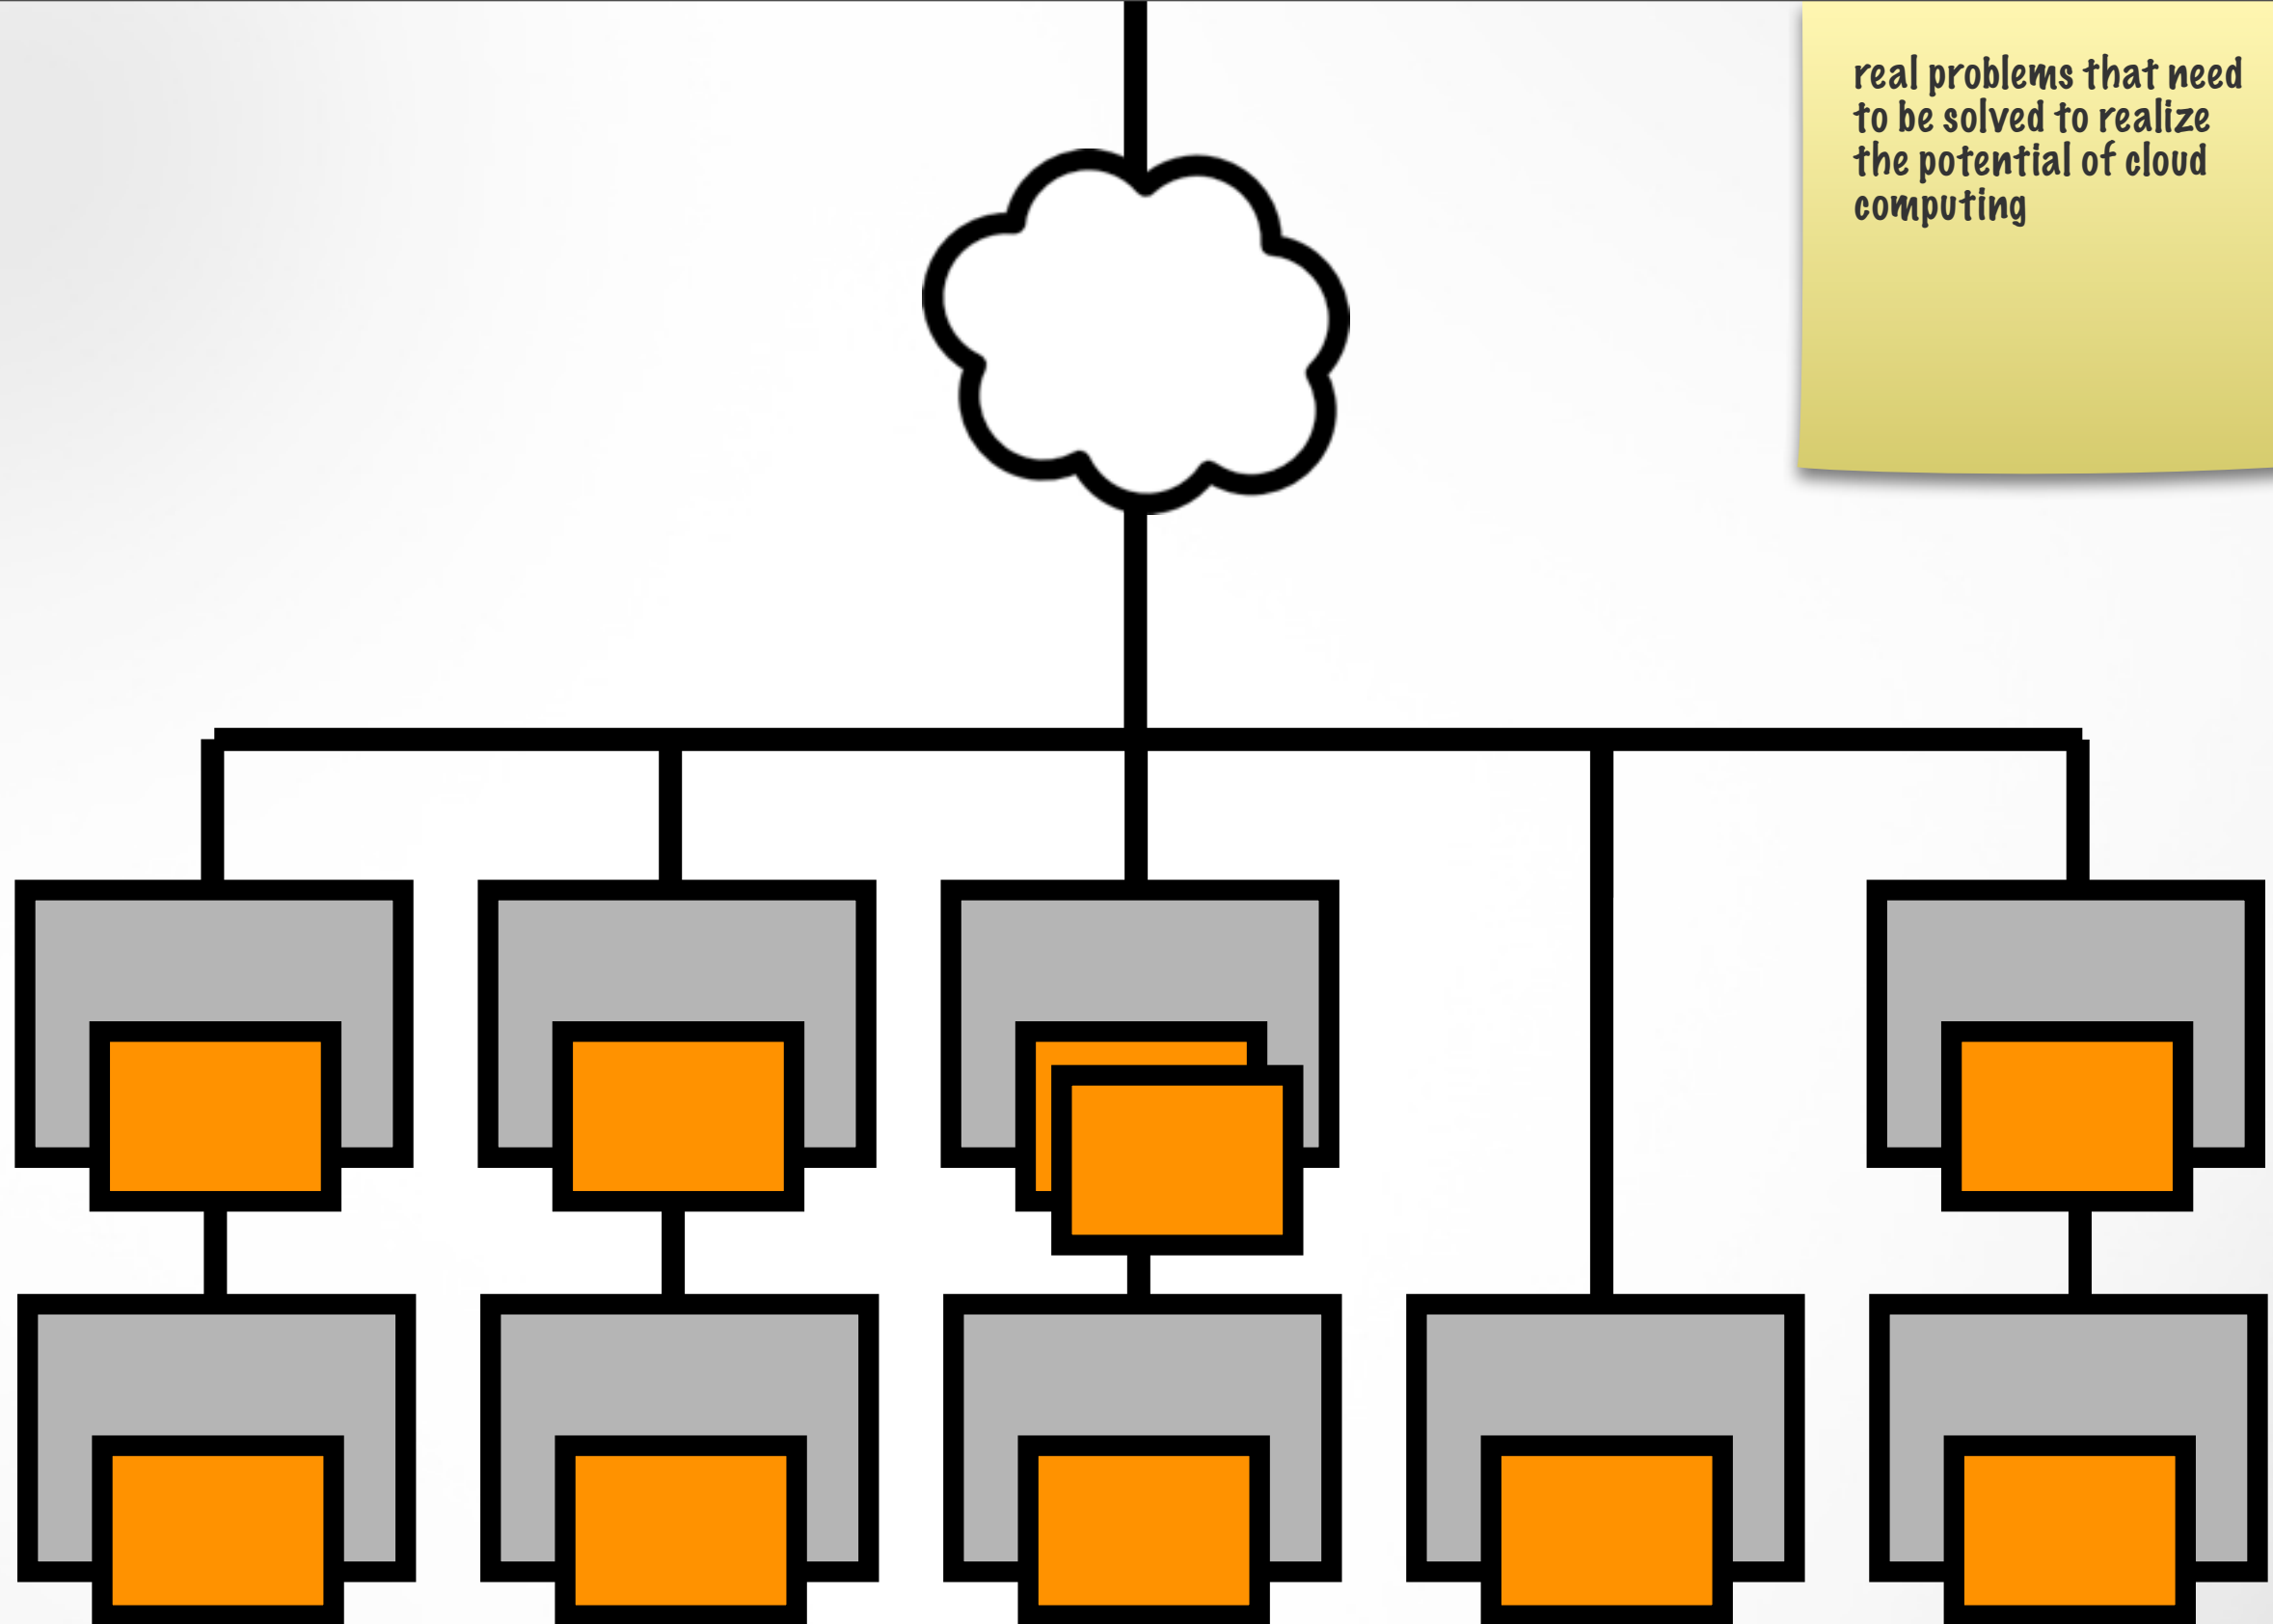 real problems that need
to be solved to realize
the potential of cloud
computing